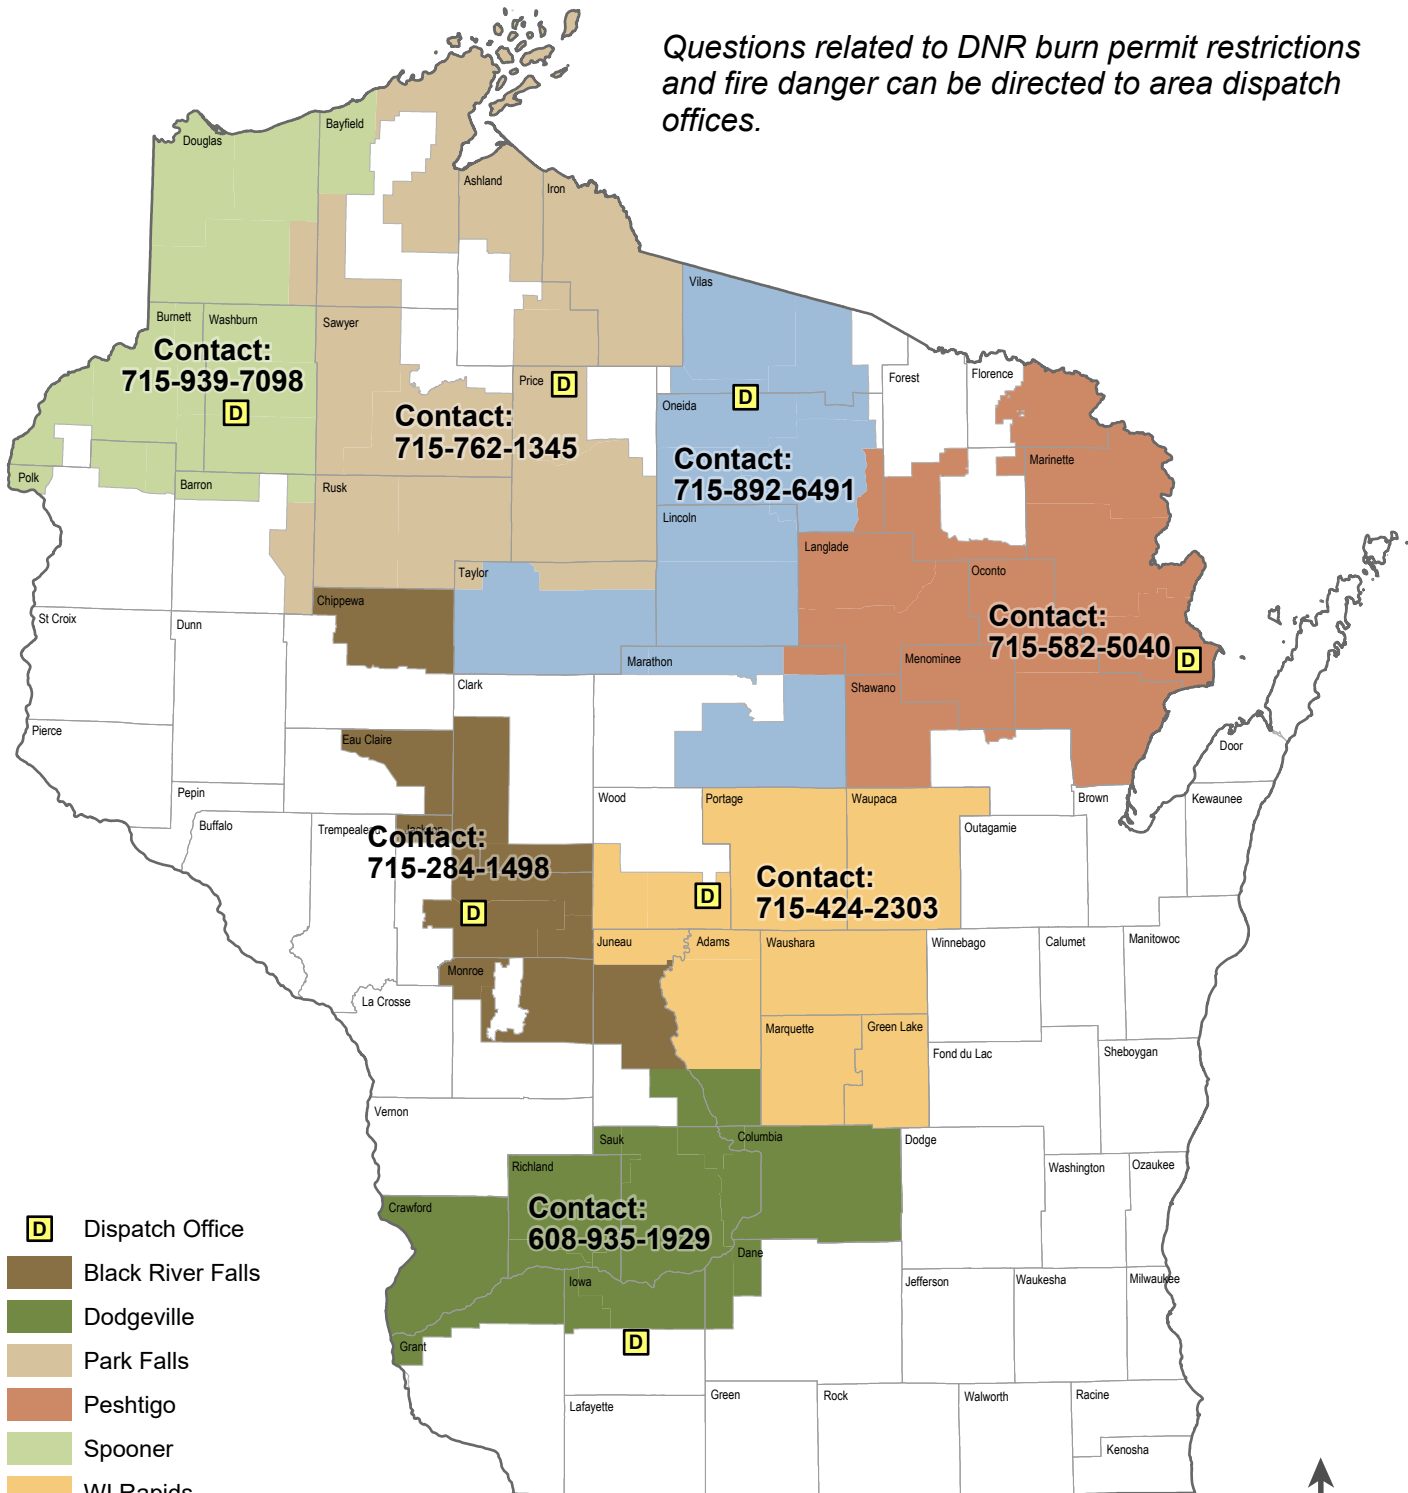 Questions related to DNR burn permit restrictions
and fire danger can be directed to area dispatch
offices.
Bayfield
Douglas
Ashland
Iron
Vilas
Burnett
Washburn
Sawyer
Contact:
715-939-7098
D
Price
D
D
Forest
Florence
Oneida
Contact:
715-762-1345
Contact:
715-892-6491
Marinette
Polk
Barron
Rusk
Lincoln
Langlade
Taylor
Oconto
Chippewa
St Croix
Dunn
Contact:
715-582-5040
D
Marathon
Menominee
Clark
Shawano
Pierce
Eau Claire
Door
Pepin
Wood
Portage
Waupaca
Brown
Kewaunee
Buffalo
Trempealeau
Jackson
Outagamie
Contact:
715-284-1498
D
Contact:
715-424-2303
D
Juneau
Adams
Waushara
Winnebago
Calumet
Manitowoc
Monroe
La Crosse
Marquette
Green Lake
Fond du Lac
Sheboygan
Vernon
Sauk
Columbia
Dodge
Richland
Washington
Ozaukee
Crawford
Contact:
608-935-1929
Dane
Iowa
Jefferson
Waukesha
Milwaukee
D
Grant
Lafayette
Green
Rock
Walworth
Racine
Kenosha
D Dispatch Office
Black River Falls
Dodgeville
Park Falls
Peshtigo
Spooner
WI Rapids